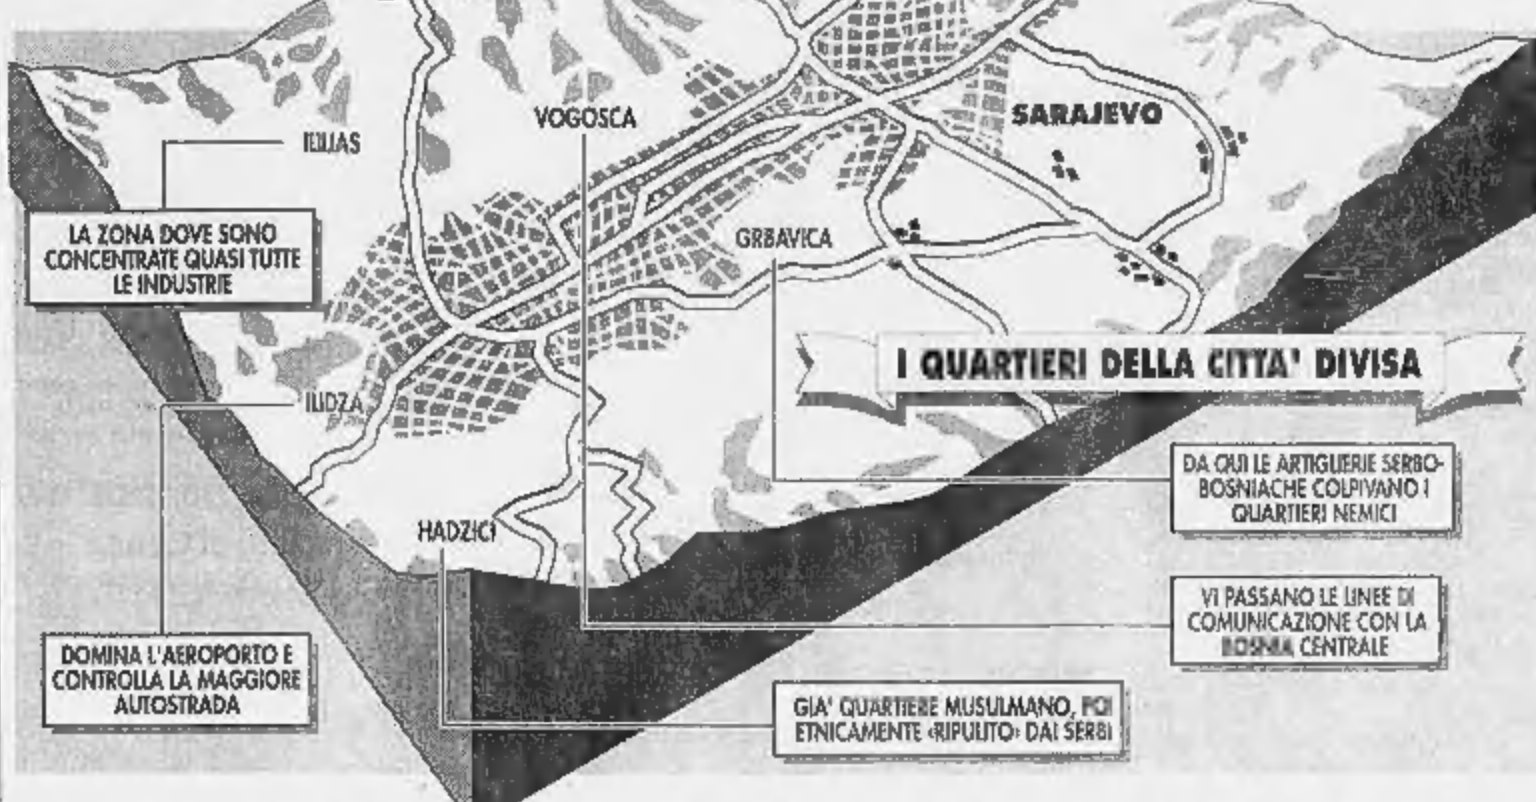 VOGOSCA
SARAJEVO
ILIJAS
LA ZONA DOVE SONO
CONCENTRATE QUASI TUTTE
LE INDUSTRIE
GRBAVICA
I QUARTIERI DELLA CITTA' DIVISA
ILIDZA
DA QUI LE ARTIGLIERIE SERBO-
BOSNIACHE COLPIVANO I
QUARTIERI NEMICI
HADZICI
VI PASSANO LE LINEE DI
COMUNICAZIONE CON LA
BOSNIA CENTRALE
DOMINA L'AEROPORTO E
CONTROLLA LA MAGGIORE
AUTOSTRADA
GIA' QUARTIERE MUSULMANO, POI
ETNICAMENTE «RIPULITO» DAI SERBI